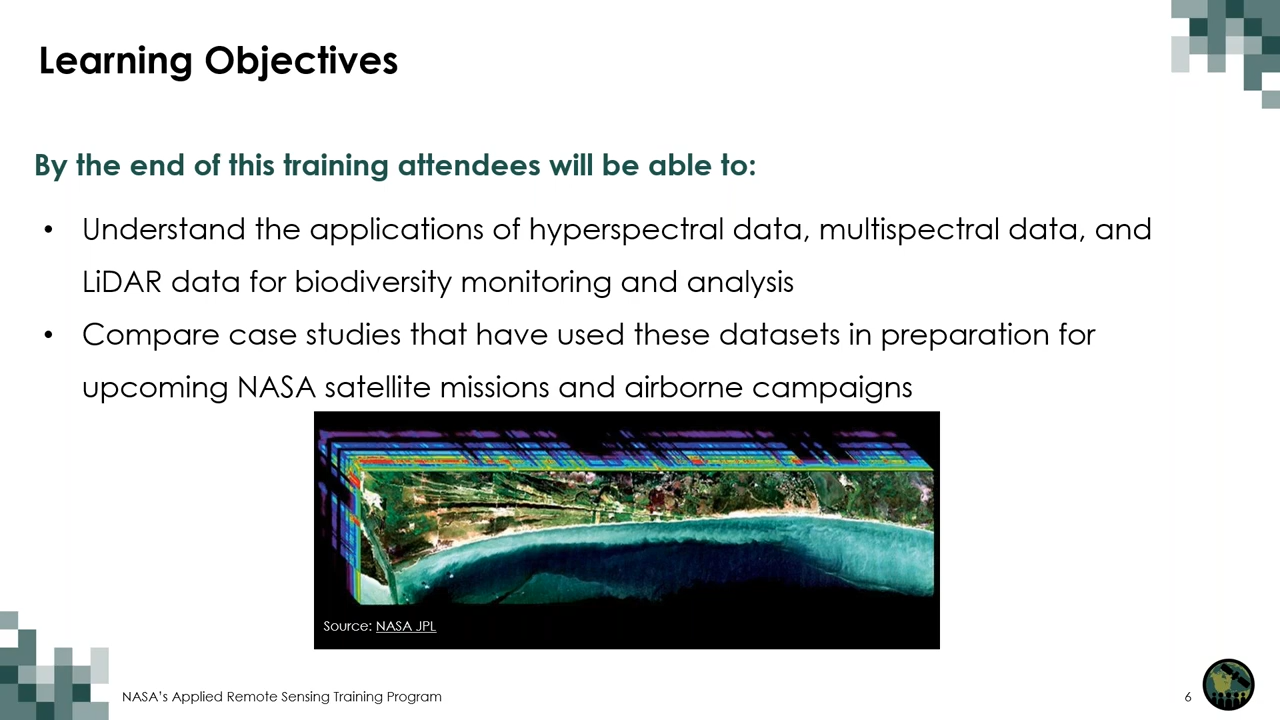 Learning Objectives
By the end of this training attendees will be able to:
• Understand the applications of hyperspectral data, multispectral data, and
LiDAR data for biodiversity monitoring and analysis
• Compare case studies that have used these datasets in preparation for
upcoming NASA satellite missions and airborne campaigns
Source: NASA JPL
NASA's Applied Remote Sensing Training Program
6